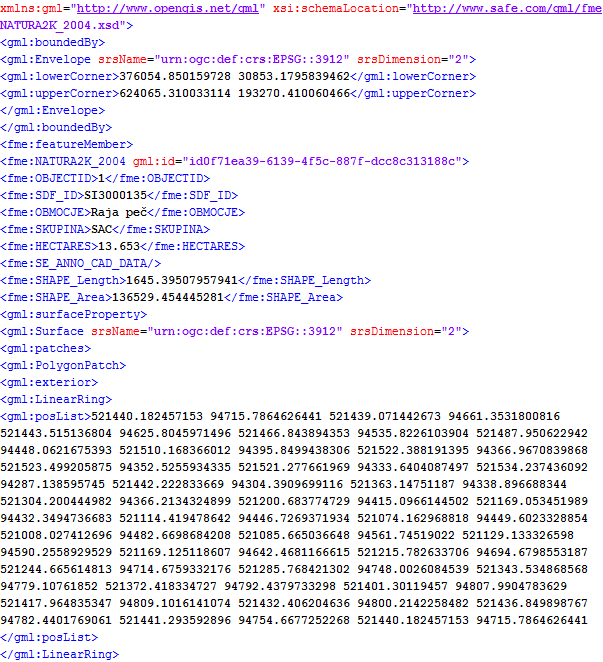 xmlns:gml="http://www.opengis.net/gml" xsi:schemaLocation="http://www.safe.com/gml/fme
NATURA2K_2004.xsd">
<gml:boundedBy>
<gml:Envelope srsName="urn:ogc:def:crs:EPSG::3912" srsDimension="2">
<gml:lowerCorner>376054.850159728 30853.1795839462</gml:lowerCorner>
<gml:upperCorner>624065.310033114 193270.410060466</gml:upperCorner>
</gml:Envelope>
</gml:boundedBy>
<gml:featureMember>
<fme:NATURA2K_2004 gml:id="id0f71ea39-6139-4f5c-887f-dcc8c313188c">
<fme:OBJECTID>1</fme:OBJECTID>
<fme:SDF_ID>SI3000135</fme:SDF_ID>
<fme:OBMOCJE>Raja peč</fme:OBMOCJE>
<fme:SKUPINA>SAC</fme:SKUPINA>
<fme:HECTARES>13.653</fme:HECTARES>
<fme:SE_ANNO_CAD_DATA/>
<fme:SHAPE_Length>1645.39507957941</fme:SHAPE_Length>
<fme:SHAPE_Area>136529.454445281</fme:SHAPE_Area>
<gml:surfaceProperty>
<gml:Surface srsName="urn:ogc:def:crs:EPSG::3912" srsDimension="2">
<gml:patches>
<gml:PolygonPatch>
<gml:exterior>
<gml:LinearRing>
<gml:posList>521440.182457153 94715.7864626441 521439.071442673 94661.3531800816
521443.515136804 94625.8045971496 521466.843894353 94535.8226103904 521487.950622942
94448.0621675393 521510.168366012 94395.8499438306 521522.388191395 94366.9670839868
521523.499205875 94352.5255934335 521521.277661969 94333.6404087497 521534.237436092
94287.138595745 521442.222833669 94304.3909699116 521363.14751187 94338.896688344
521304.200444982 94366.2134324899 521200.683774729 94415.0966144502 521169.053451989
94432.3494736683 521114.419478642 94446.7269371934 521074.162968818 94449.6023328854
521008.027412696 94482.6698684208 521085.665036648 94561.74519022 521129.133326598
94590.2558929529 521169.125118607 94642.4681166615 521215.782633706 94694.6798553187
521244.665614813 94714.6759332176 521285.768421302 94748.0026084539 521343.534868568
94779.10761852 521372.418334727 94792.4379733298 521401.30119457 94807.9904783629
521417.964835347 94809.1016141074 521432.406204636 94800.2142258482 521436.849898767
94782.4401769061 521441.293592896 94754.6677252268 521440.182457153 94715.7864626441
</gml:posList>
</gml:LinearRing>